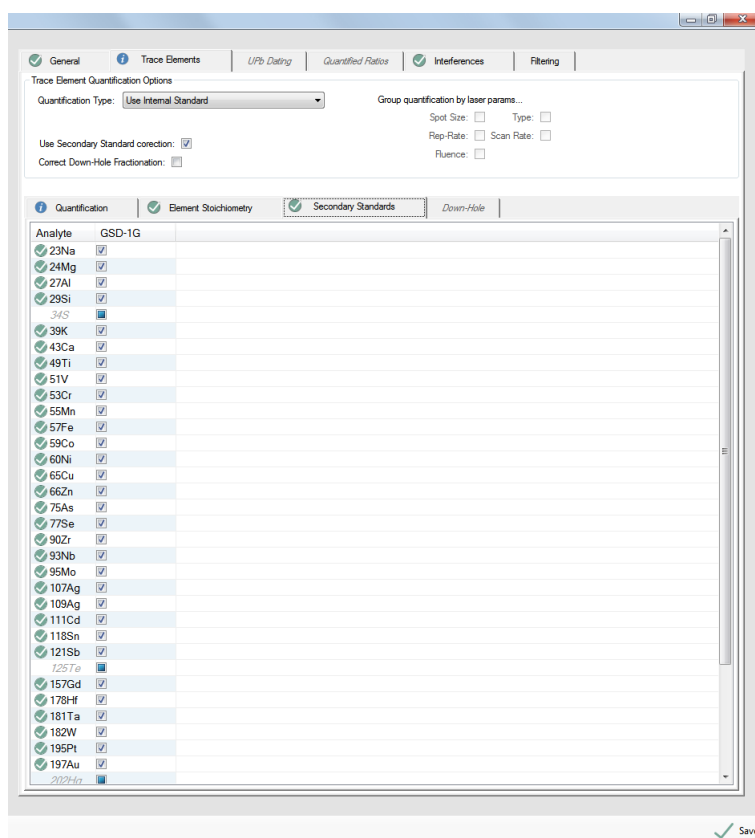 General Trace Elements UPb Dating Quantified Ratios Interferences Filtering
Trace Element Quantification Options
Quantification Type: Use Internal Standard Group quantification by laser params...
Spot Size: Type:
Use Secondary Standard corection: Rep-Rate: Scan Rate:
Correct Down-Hole Fractionation: Fluence:
Quantification Element Stoichiometry Secondary Standards Down-Hole
Analyte GSD-1G
23Na
24Mg
27Al
29Si
34S
39K
43Ca
49Ti
51V
53Cr
55Mn
57Fe
59Co
60Ni
65Cu
66Zn
75As
77Se
90Zr
93Nb
95Mo
107Ag
109Ag
111Cd
118Sn
121Sb
125Te
157Gd
178Hf
181Ta
182W
195Pt
197Au
202Hg